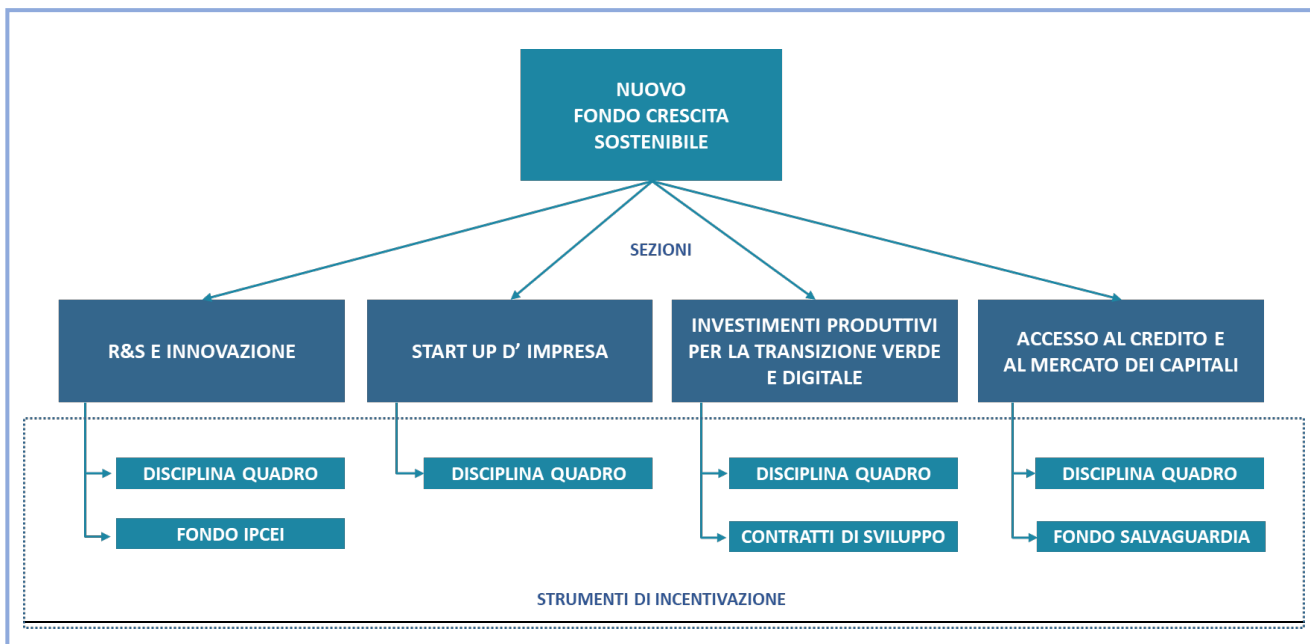 NUOVO
FONDO CRESCITA
SOSTENIBILE
SEZIONI
R&S E INNOVAZIONE
START UP D' IMPRESA
INVESTIMENTI PRODUTTIVI
PER LA TRANSIZIONE VERDE
E DIGITALE
ACCESSO AL CREDITO E
AL MERCATO DEI CAPITALI
DISCIPLINA QUADRO
FONDO IPCEI
DISCIPLINA QUADRO
DISCIPLINA QUADRO
CONTRATTI DI SVILUPPO
DISCIPLINA QUADRO
FONDO SALVAGUARDIA
STRUMENTI DI INCENTIVAZIONE